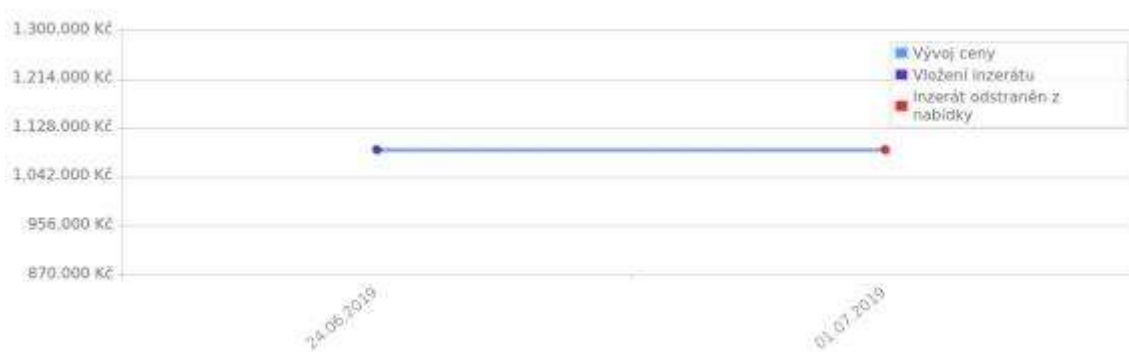 1.300.000 Kč
1.214.000 Kč
1.128.000 Kč
1.042.000 Kč
956.000 Kč
870.000 Kč
Vývoj ceny
Vložení inzerátu
Inzerát odstraněn z
nabídky
24.06.2019
01.07.2019